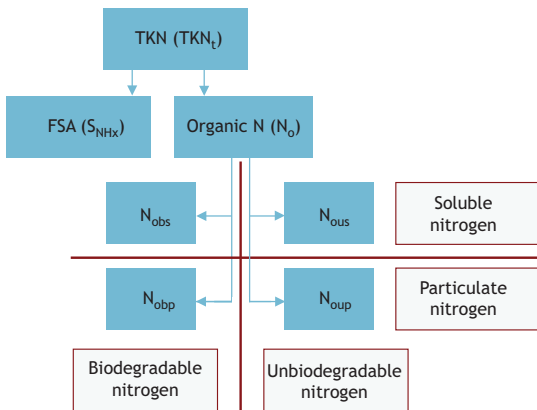 TKN (TKNt)
FSA (SNHx)
Organic N (No)
Nobs
Nous
Soluble
nitrogen
Nobp
Noup
Particulate
nitrogen
Biodegradable
nitrogen
Unbiodegradable
nitrogen